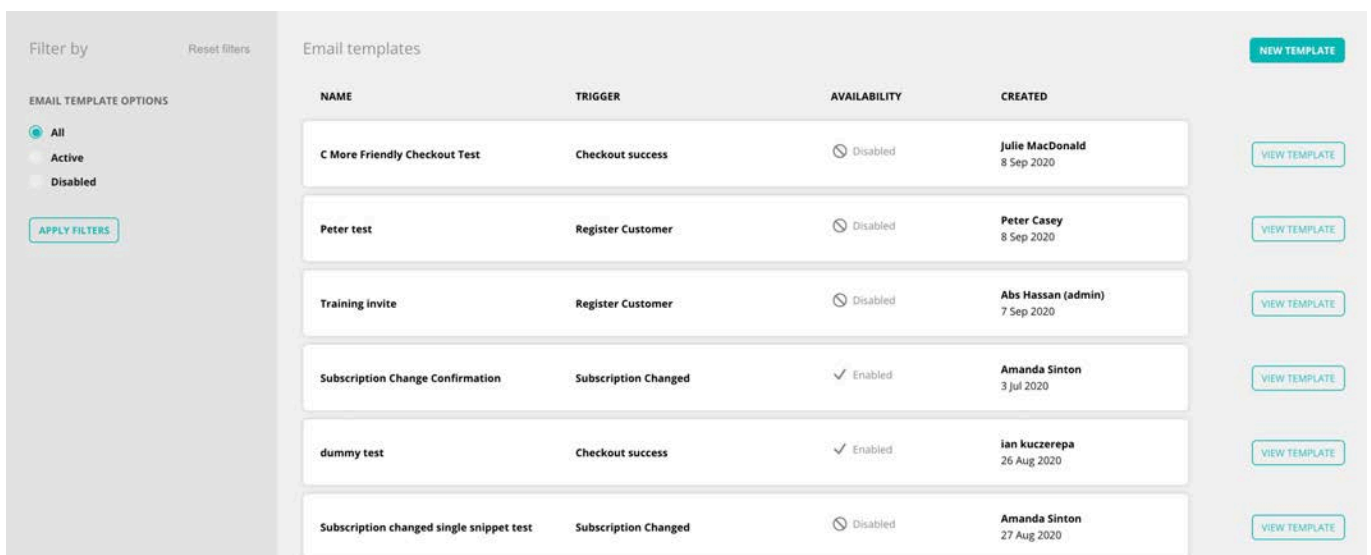 Filter by
Reset filters
EMAIL TEMPLATE OPTIONS
All
Active
Disabled
APPLY FILTERS
Email templates
NEW TEMPLATE
NAME TRIGGER AVAILABILITY CREATED
C More Friendly Checkout Test Checkout success Disabled Julie MacDonald
8 Sep 2020
VIEW TEMPLATE
Peter test Register Customer Disabled Peter Casey
8 Sep 2020
VIEW TEMPLATE
Training invite Register Customer Disabled Abs Hassan (admin)
7 Sep 2020
VIEW TEMPLATE
Subscription Change Confirmation Subscription Changed Enabled Amanda Sinton
3 Jul 2020
VIEW TEMPLATE
dummy test Checkout success Enabled ian kuczerepa
26 Aug 2020
VIEW TEMPLATE
Subscription changed single snippet test Subscription Changed Disabled Amanda Sinton
27 Aug 2020
VIEW TEMPLATE